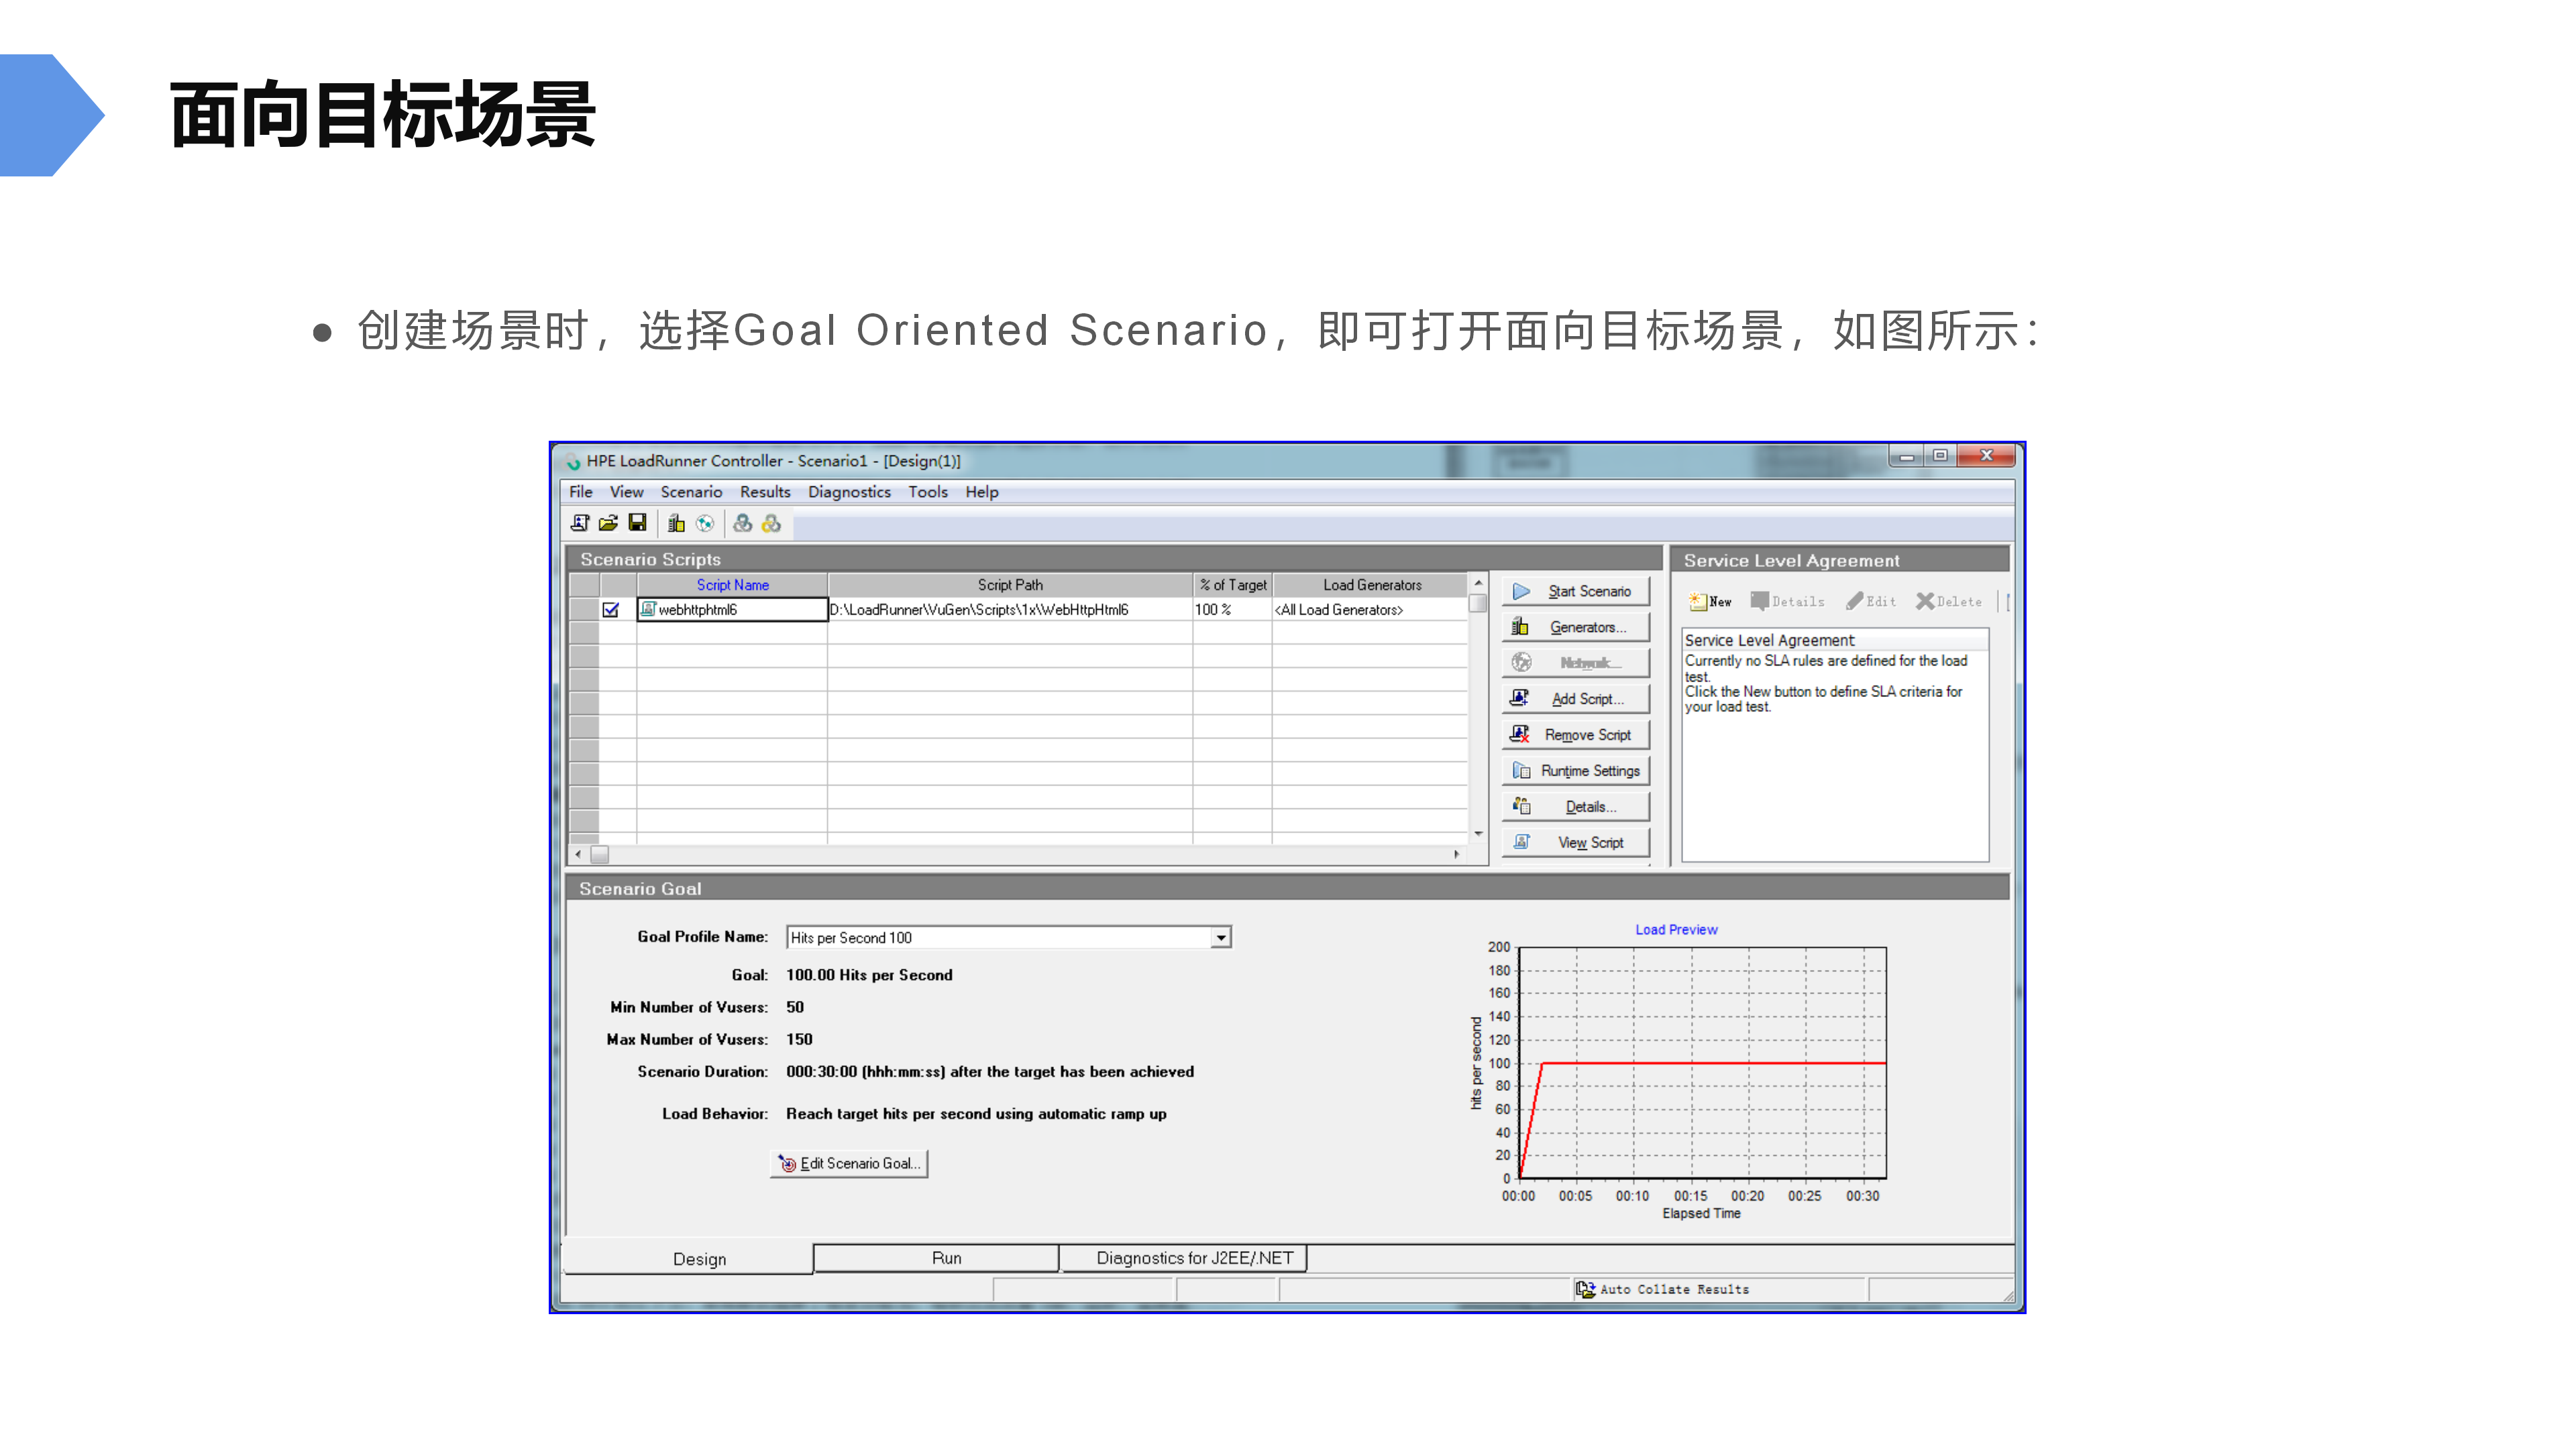 面向目标场景
● 创建场景时，选择Goal Oriented Scenario，即可打开面向目标场景，如图所示：
HPE LoadRunner Controller - Scenario1 - [Design(1)]
File View Scenario Results Diagnostics Tools Help
Scenario Scripts
Script Name Script Path % of Target Load Generators
webhttphtml6 D:\LoadRunner\VuGen\Scripts\1x\WebHttpHtml6 100 % <All Load Generators>
Start Scenario
Generators...
Network...
Add Script...
Remove Script
Runtime Settings
Details...
View Script
Service Level Agreement
New Details Edit Delete
Service Level Agreement
Currently no SLA rules are defined for the load
test.
Click the New button to define SLA criteria for
your load test.
Scenario Goal
Goal Profile Name: Hits per Second 100
Goal: 100.00 Hits per Second
Min Number of Vusers: 50
Max Number of Vusers: 150
Scenario Duration: 000:30:00 (hhh:mm:ss) after the target has been achieved
Load Behavior: Reach target hits per second using automatic ramp up
Edit Scenario Goal...
Load Preview
hits per second
200
180
160
140
120
100
80
60
40
20
0
00:00 00:05 00:10 00:15 00:20 00:25 00:30
Elapsed Time
Design Run Diagnostics for J2EE/.NET
Auto Collate Results